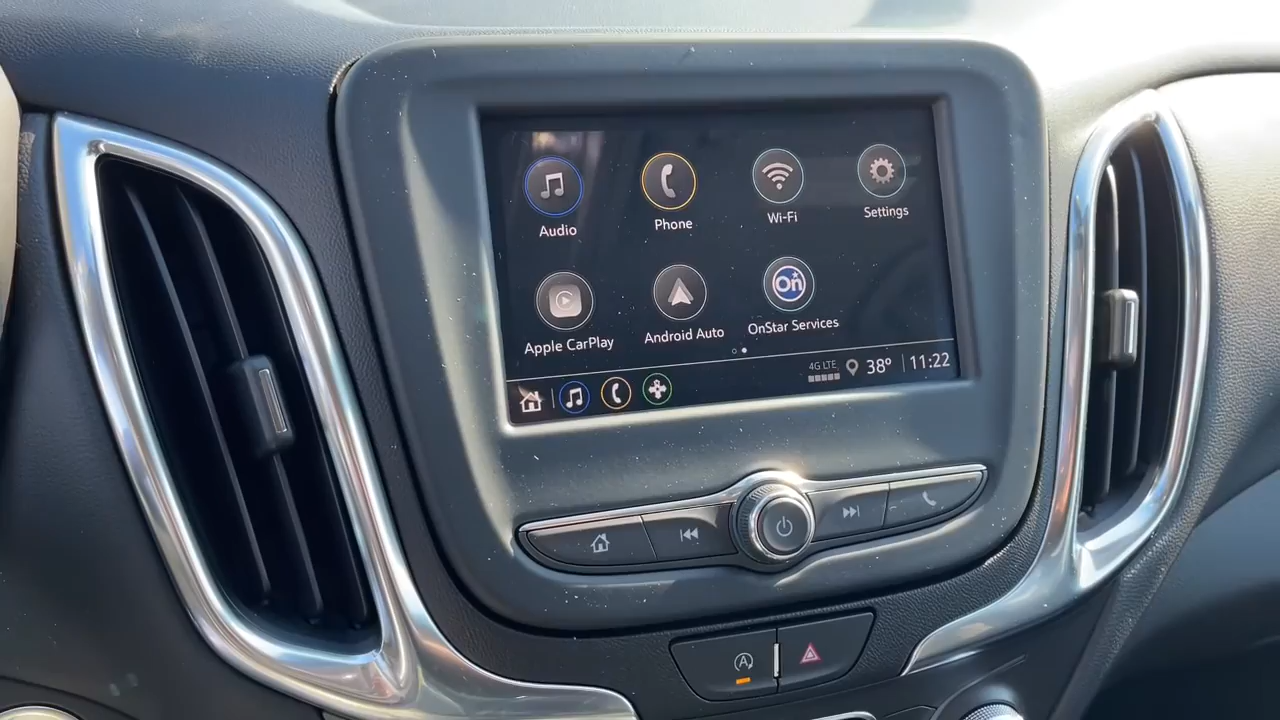 Audio
Phone
Wi-Fi
Settings
Apple CarPlay
Android Auto
On
OnStar Services
4G LTE
38°
11:22
A